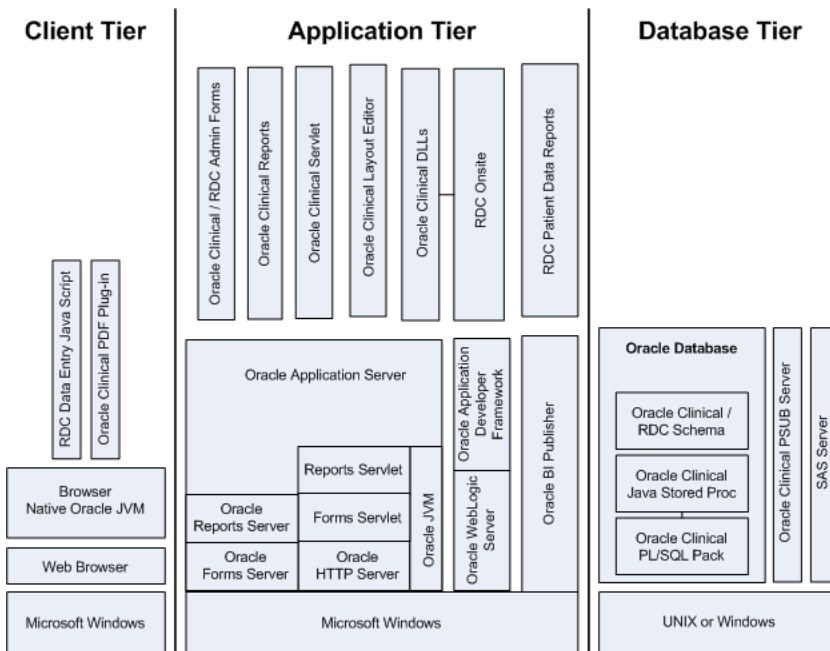 Client Tier
Application Tier
Database Tier
RDC Data Entry Java Script
Oracle Clinical PDF Plug-in
Browser
Native Oracle JVM
Web Browser
Microsoft Windows
Oracle Clinical / RDC Admin Forms
Oracle Clinical Reports
Oracle Clinical Servlet
Oracle Clinical Layout Editor
Oracle Clinical DLLs
RDC Onsite
RDC Patient Data Reports
Oracle Application Server
Reports Servlet
Oracle
Reports Server
Forms Servlet
Oracle
Forms Server
Oracle
HTTP Server
Oracle JVM
Oracle Application
Developer
Framework
Oracle WebLogic
Server
Oracle BI Publisher
Microsoft Windows
Oracle Database
Oracle Clinical /
RDC Schema
Oracle Clinical
Java Stored Proc
Oracle Clinical
PL/SQL Pack
Oracle Clinical PSUB Server
SAS Server
UNIX or Windows